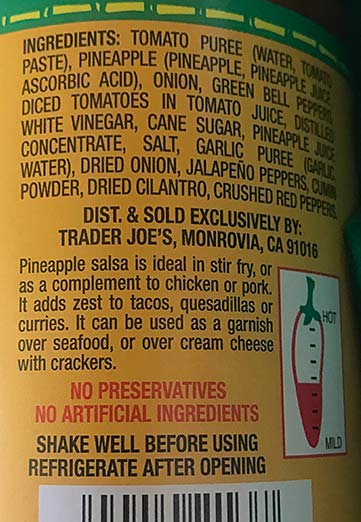 INGREDIENTS: TOMATO PUREE (WATER, TOMATO
PASTE), PINEAPPLE (PINEAPPLE, PINEAPPLE JUICE,
ASCORBIC ACID), ONION, GREEN BELL PEPPERS,
DICED TOMATOES IN TOMATO JUICE, DISTILLED
WHITE VINEGAR, CANE SUGAR, PINEAPPLE JUICE
CONCENTRATE, SALT, GARLIC PUREE (GARLIC,
WATER), DRIED ONION, JALAPEÑO PEPPERS, CUMIN
POWDER, DRIED CILANTRO, CRUSHED RED PEPPERS.
DIST. & SOLD EXCLUSIVELY BY:
TRADER JOE'S, MONROVIA, CA 91016
Pineapple salsa is ideal in stir fry, or
as a complement to chicken or pork.
It adds zest to tacos, quesadillas or
curries. It can be used as a garnish
over seafood, or over cream cheese
with crackers.
HOT
MILD
NO PRESERVATIVES
NO ARTIFICIAL INGREDIENTS
SHAKE WELL BEFORE USING
REFRIGERATE AFTER OPENING